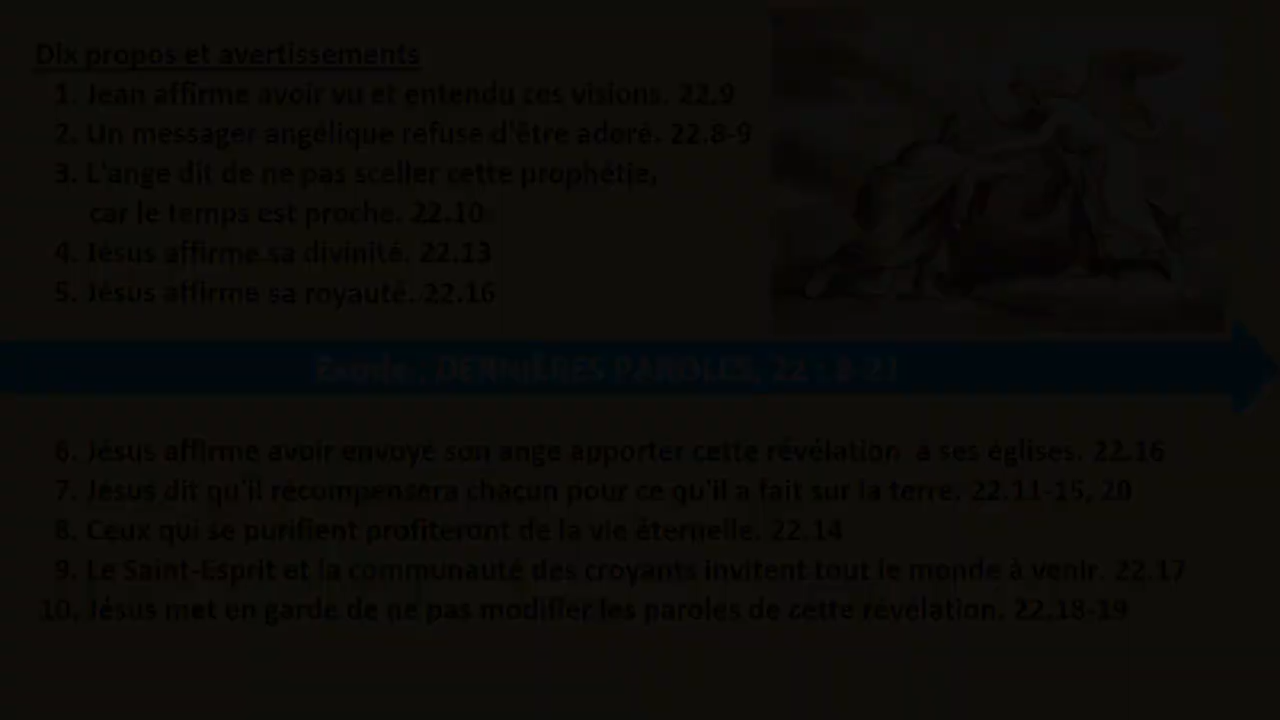 Dix propos et avertissements
1. Jean affirme avoir vu et entendu ces visions. 22.9
2. Un messager angélique refuse d'être adoré. 22.8-9
3. L'ange dit de ne pas sceller cette prophétie,
car le temps est proche. 22.10
4. Jésus affirme sa divinité. 22.13
5. Jésus affirme sa royauté. 22.16
DERNIÈRES PAROLES, 22 : 8-21
6. Jésus affirme avoir envoyé son ange apporter cette révélation à ses églises. 22.16
7. Jésus dit qu'il récompensera chacun pour ce qu'il a fait sur la terre. 22.11-15, 20
8. Ceux qui se purifient profiteront de la vie éternelle. 22.14
9. Le Saint-Esprit et la communauté des croyants invitent tout le monde à venir. 22.17
10. Jésus met en garde de ne pas modifier les paroles de cette révélation. 22.18-19